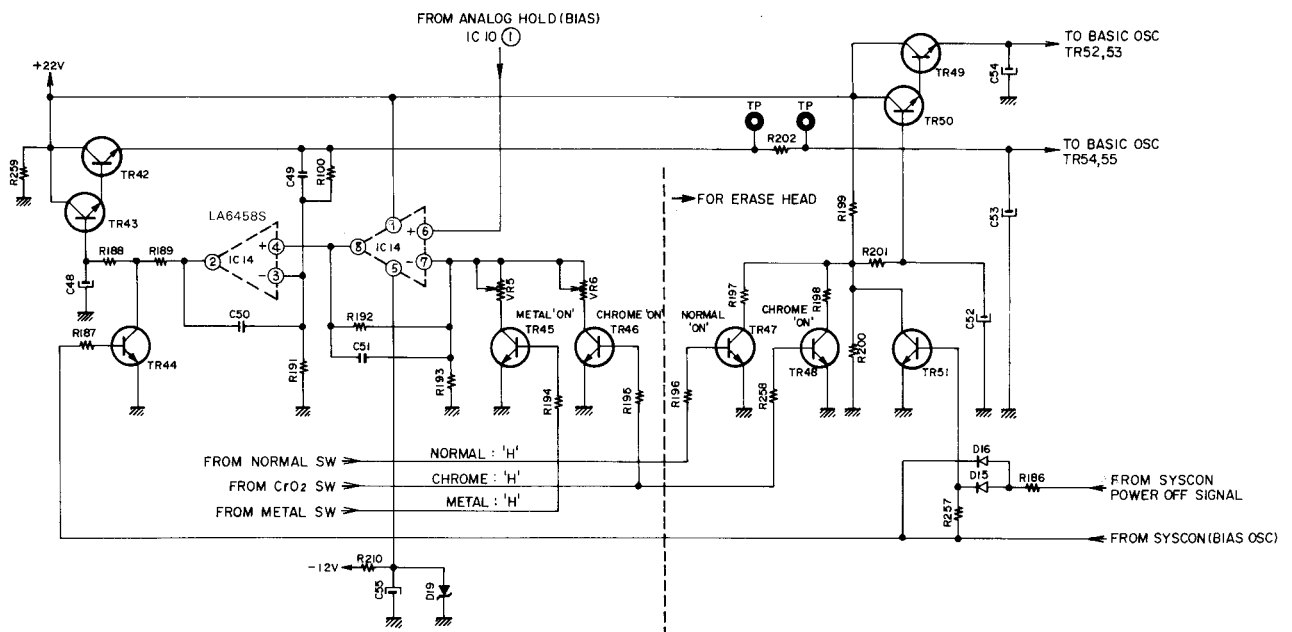 FROM ANALOG HOLD (BIAS)
IC 10 ①
TO BASIC OSC
TR52,53
+22V
TR49
C54
TR50
TP
TP
R202
TO BASIC OSC
TR54,55
R259
TR42
C49
R100
TR43
LA6458S
→FOR ERASE HEAD
R199
C53
R188
R189
② IC 14 + ④ - ③
⑧ IC 14 ① + ⑥ ⑤ - ⑦
R201
C48
VR5
VR6
R197
R198
C50
R192
METAL 'ON'
TR45
CHROME 'ON'
TR46
NORMAL 'ON'
TR47
CHROME 'ON'
TR48
R200
C52
R187
TR44
C51
TR51
R191
R193
R194
R195
R196
R258
FROM NORMAL SW
NORMAL : 'H'
FROM CrO2 SW
CHROME : 'H'
FROM METAL SW
METAL : 'H'
D16
D15
R186
FROM SYSCON
POWER OFF SIGNAL
R257
FROM SYSCON (BIAS OSC)
-12V
R210
C55
D19